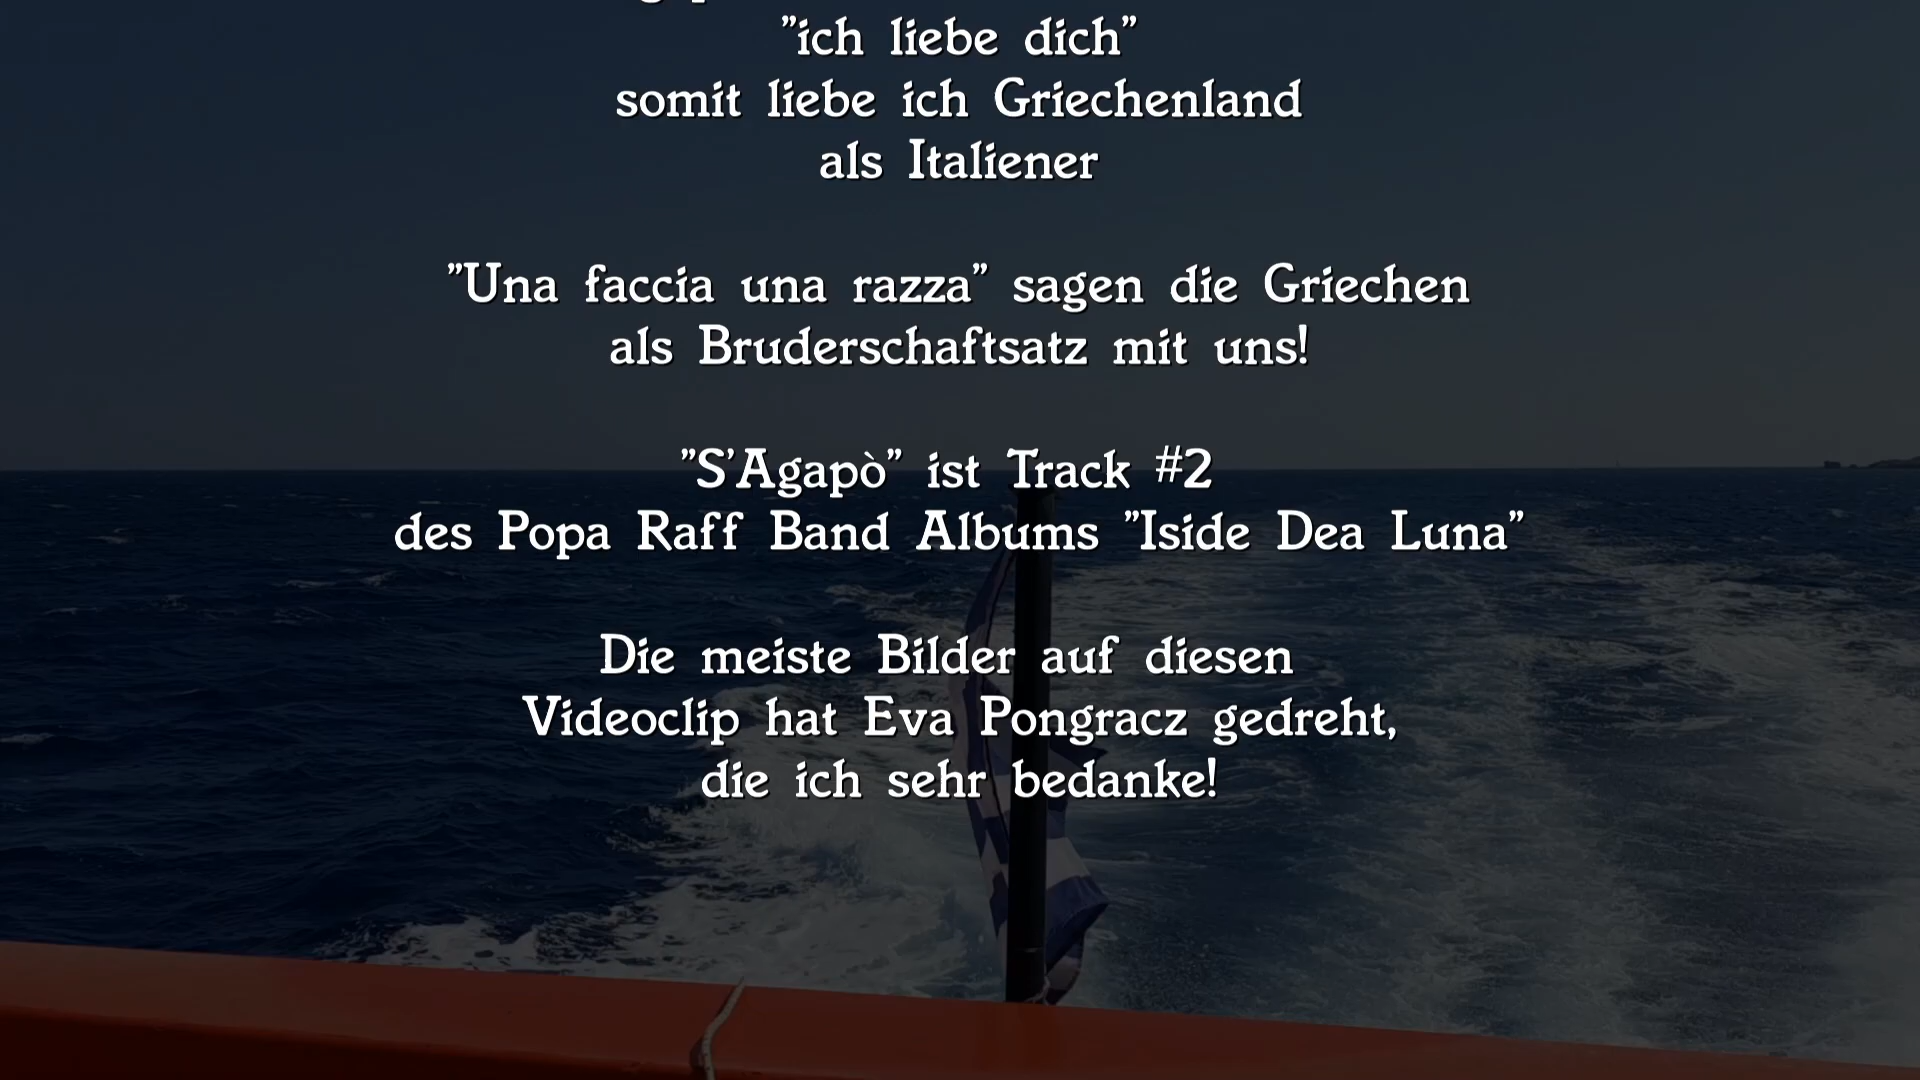 "ich liebe dich"
somit liebe ich Griechenland
als Italiener
"Una faccia una razza" sagen die Griechen
als Bruderschaftsatz mit uns!
"S'Agapò" ist Track #2
des Popa Raff Band Albums "Iside Dea Luna"
Die meiste Bilder auf diesen
Videoclip hat Eva Pongracz gedreht,
die ich sehr bedanke!